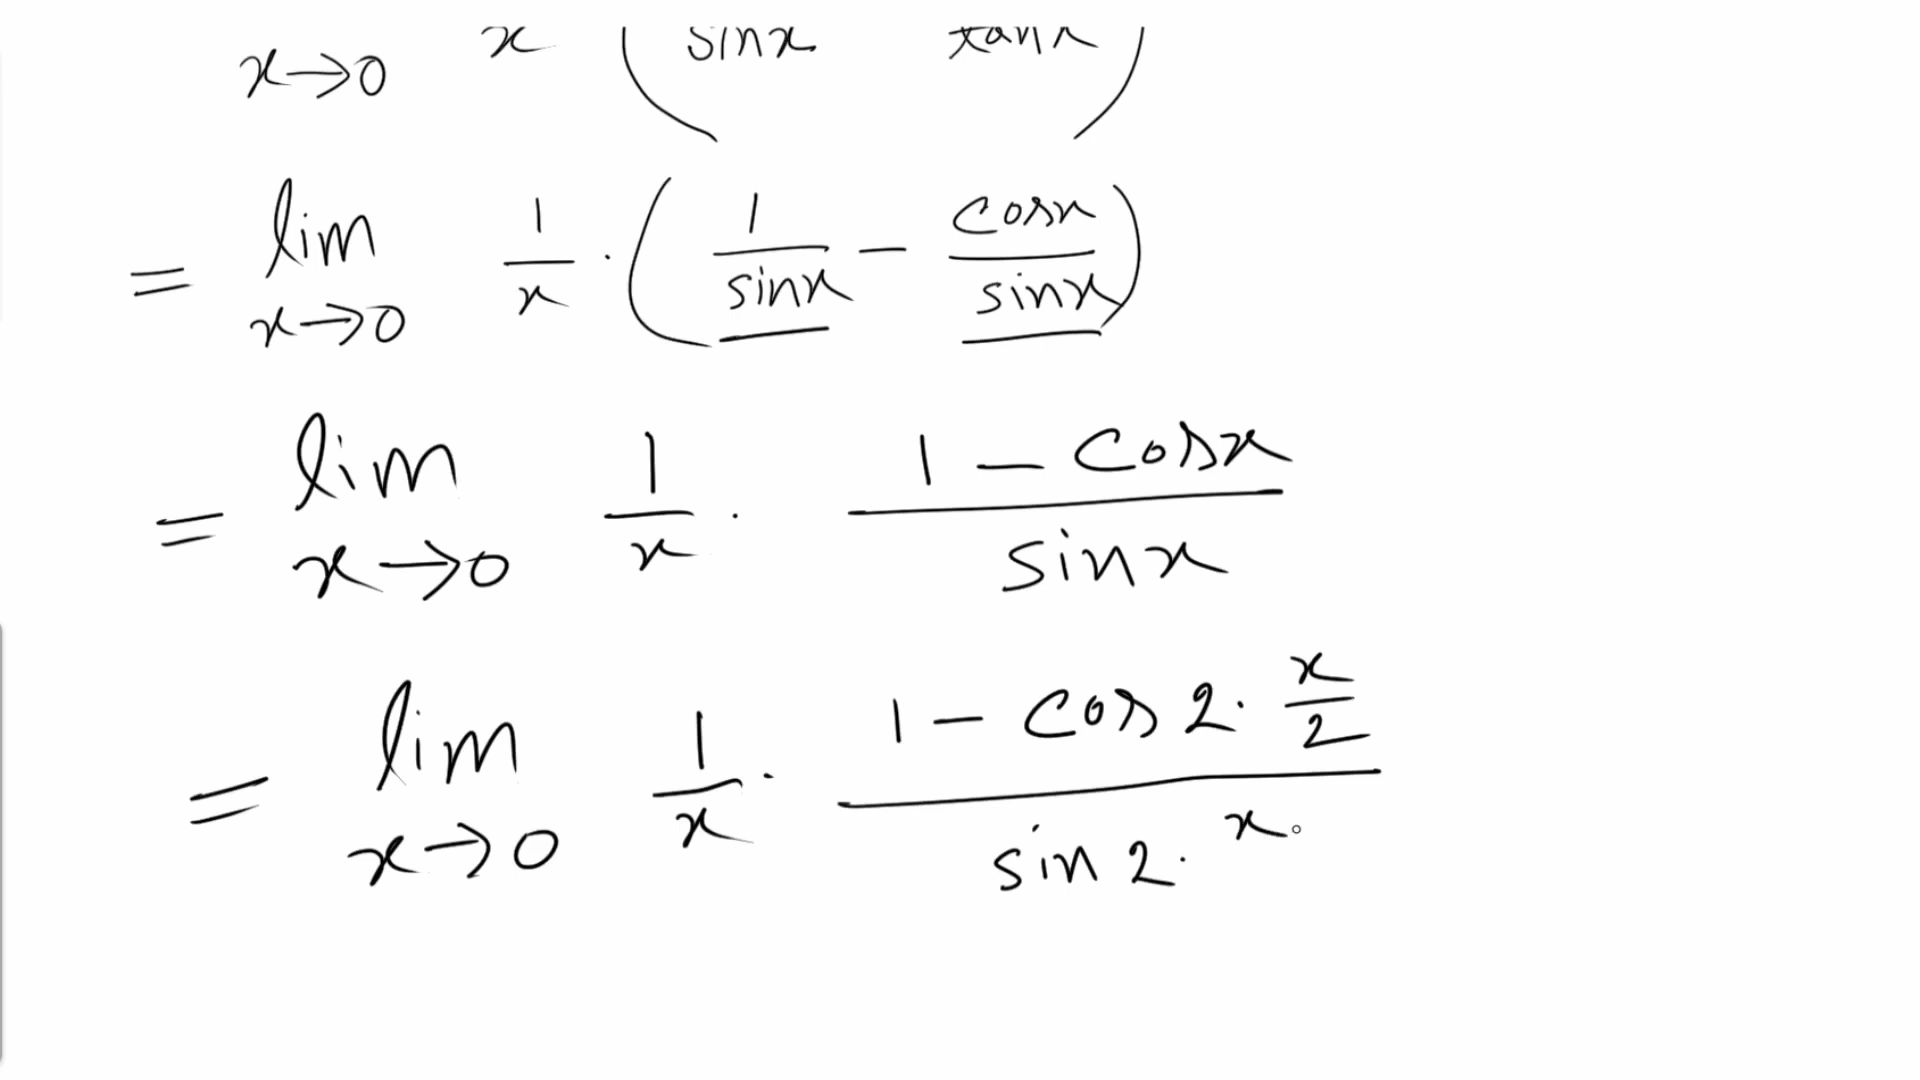 x→0 x ( sinx tanx )
= lim x→0 1/x · ( 1/sinx − cosx/sinx )
= lim x→0 1/x · (1 − cosx)/sinx
= lim x→0 1/x · (1 − cos 2 · x/2)/(sin 2 · x)